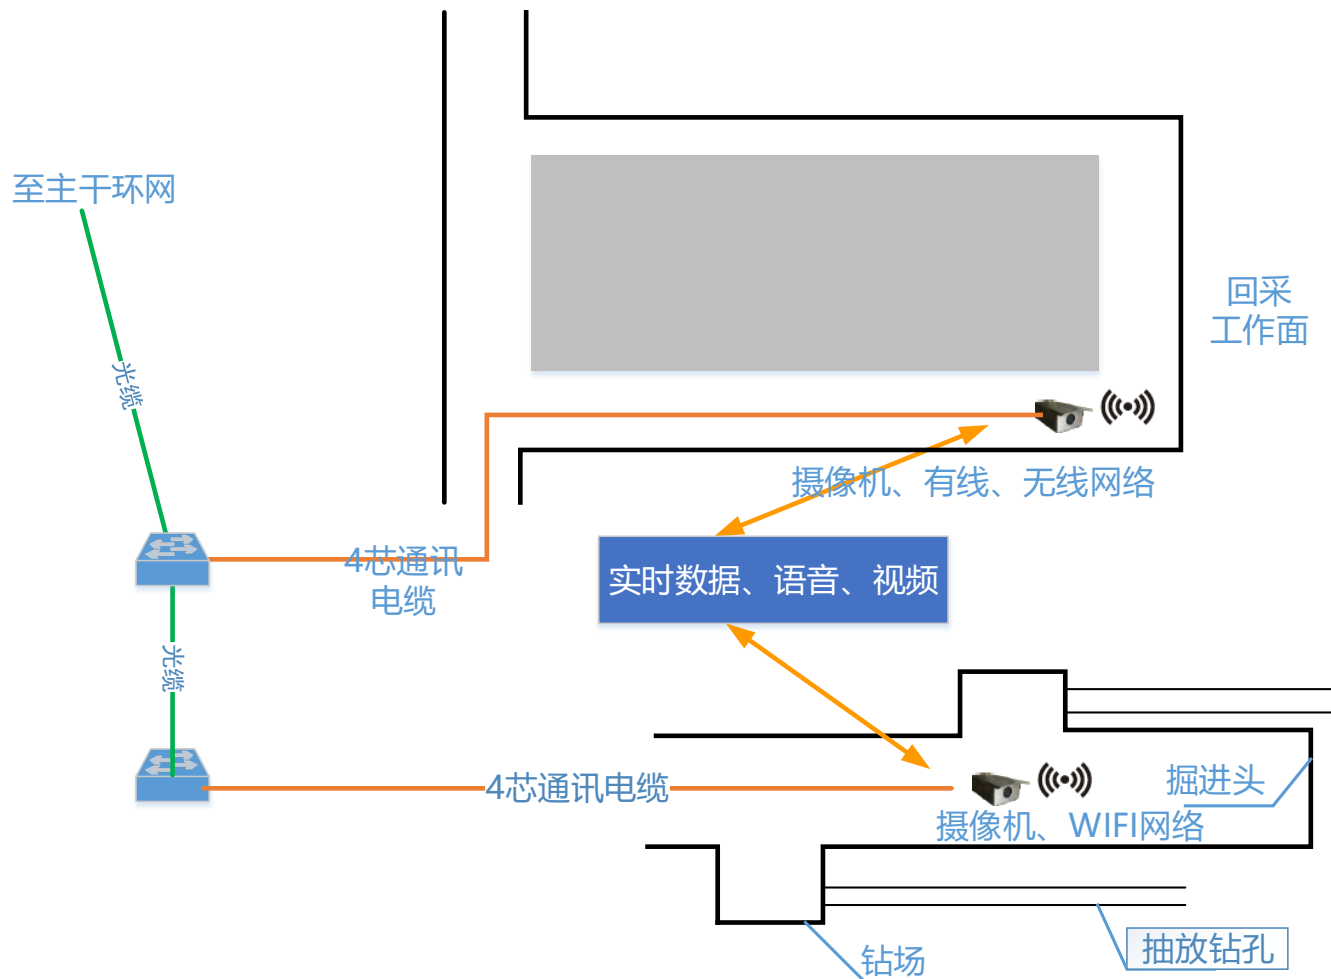 至主干环网
光缆
回采
工作面
摄像机、有线、无线网络
4芯通讯
电缆
实时数据、语音、视频
光缆
4芯通讯电缆
掘进头
摄像机、WIFI网络
钻场
抽放钻孔